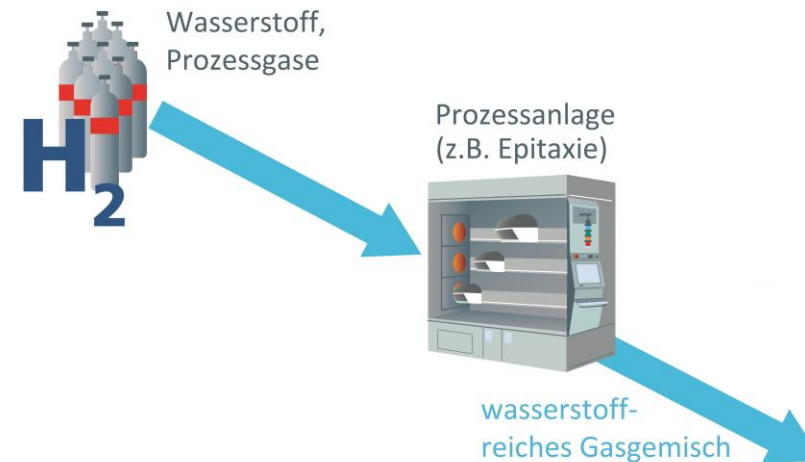 Wasserstoff,
Prozessgase
H2
Prozessanlage
(z.B. Epitaxie)
wasserstoff-
reiches Gasgemisch